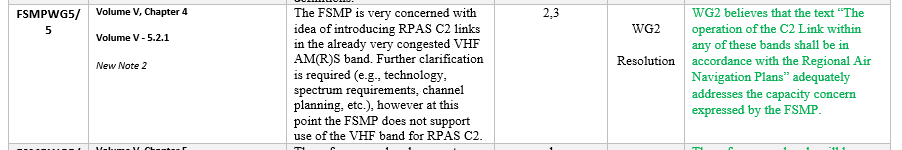 definitions.
FSMPWG5/
5
Volume V, Chapter 4
Volume V - 5.2.1
New Note 2
The FSMP is very concerned with
idea of introducing RPAS C2 links
in the already very congested VHF
AM(R)S band. Further clarification
is required (e.g., technology,
spectrum requirements, channel
planning, etc.), however at this
point the FSMP does not support
use of the VHF band for RPAS C2.
2,3
WG2
Resolution
WG2 believes that the text “The
operation of the C2 Link within
any of these bands shall be
in accordance with the Regional Air
Navigation Plans” adequately
addresses the capacity concern
expressed by the FSMP.